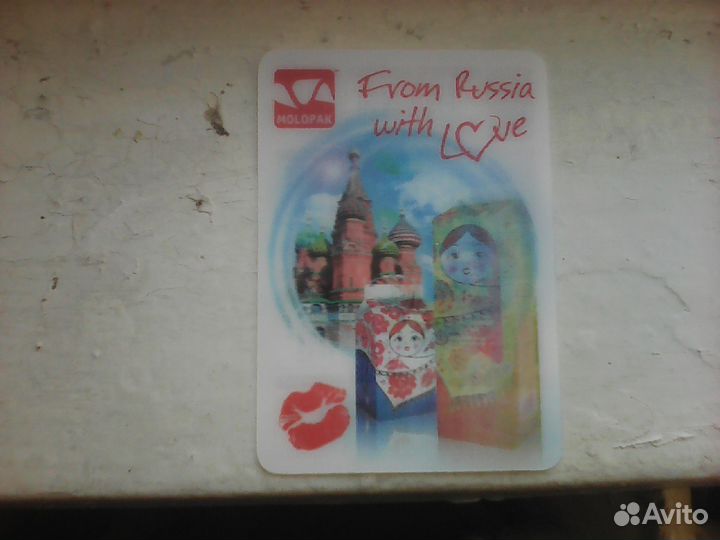 MOLOPAK
From Russia
with Love
Avito